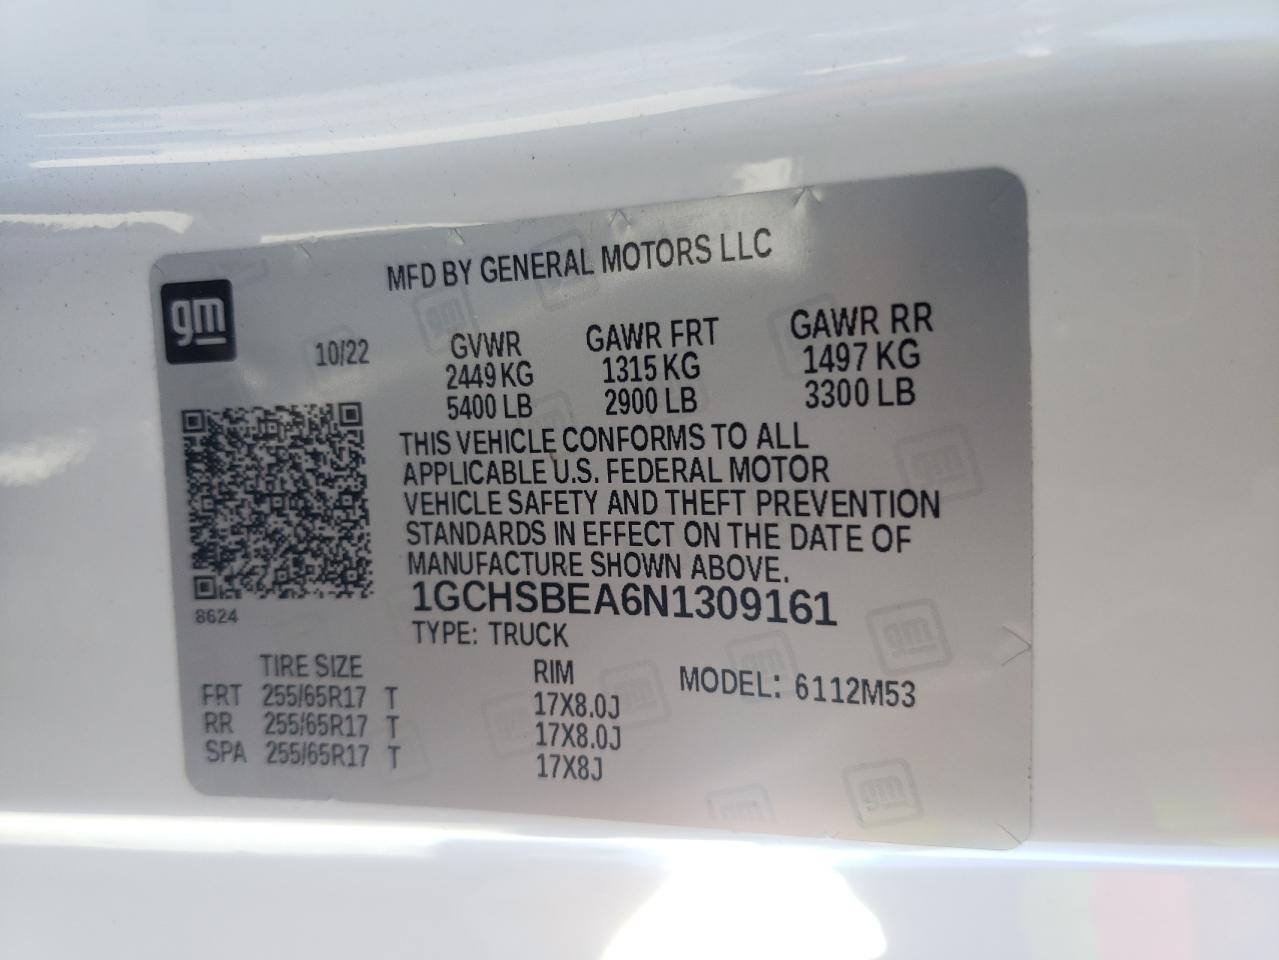 MFD BY GENERAL MOTORS LLC
gm
10/22 GVWR GAWR FRT GAWR RR
2449 KG 1315 KG 1497 KG
5400 LB 2900 LB 3300 LB
THIS VEHICLE CONFORMS TO ALL
APPLICABLE U.S. FEDERAL MOTOR
VEHICLE SAFETY AND THEFT PREVENTION
STANDARDS IN EFFECT ON THE DATE OF
MANUFACTURE SHOWN ABOVE.
8624
1GCHSBEA6N1309161
TYPE: TRUCK
TIRE SIZE RIM MODEL: 6112M53
FRT 255/65R17 T 17X8.0J
RR 255/65R17 T 17X8.0J
SPA 255/65R17 T 17X8J